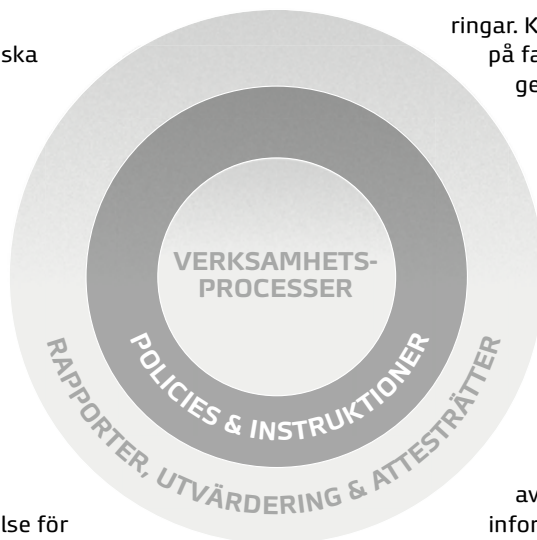 ska
ringar. K
på fa
ge
VERKSAMHETS-
PROCESSER
POLICIES & INSTRUKTIONER
RAPPORTER, UTVÄRDERING & ATTESTRÄTTER
lse för
av
infor